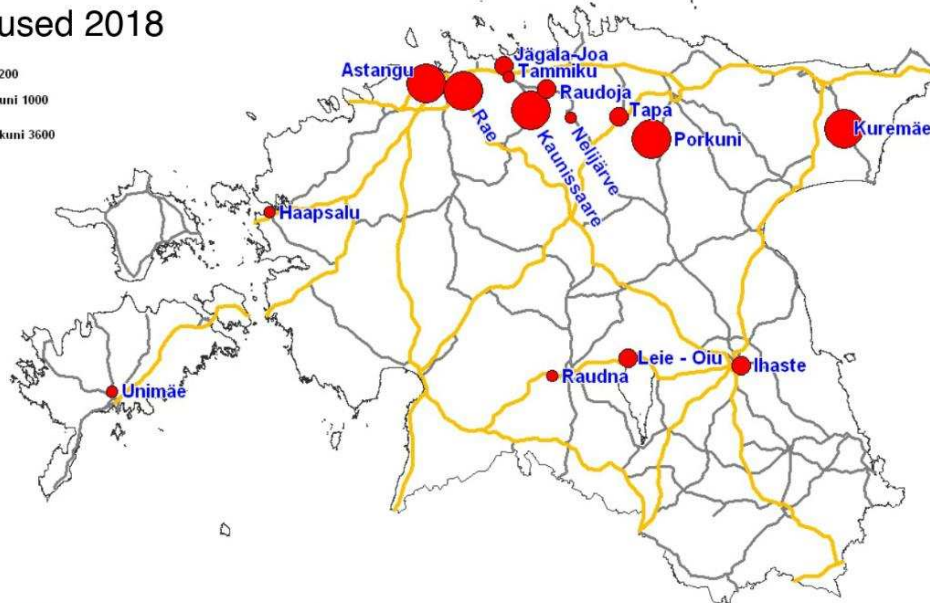 used 2018
200
uni 1000
kuni 3600
Jägala-Joa
Astangu
Tammiku
Raudoja
Rae
Tapa
Kuremäe
Porkuni
Nelijärve
Kaunissaare
Haapsalu
Leie - Oiu
Ihaste
Raudna
Unimäe